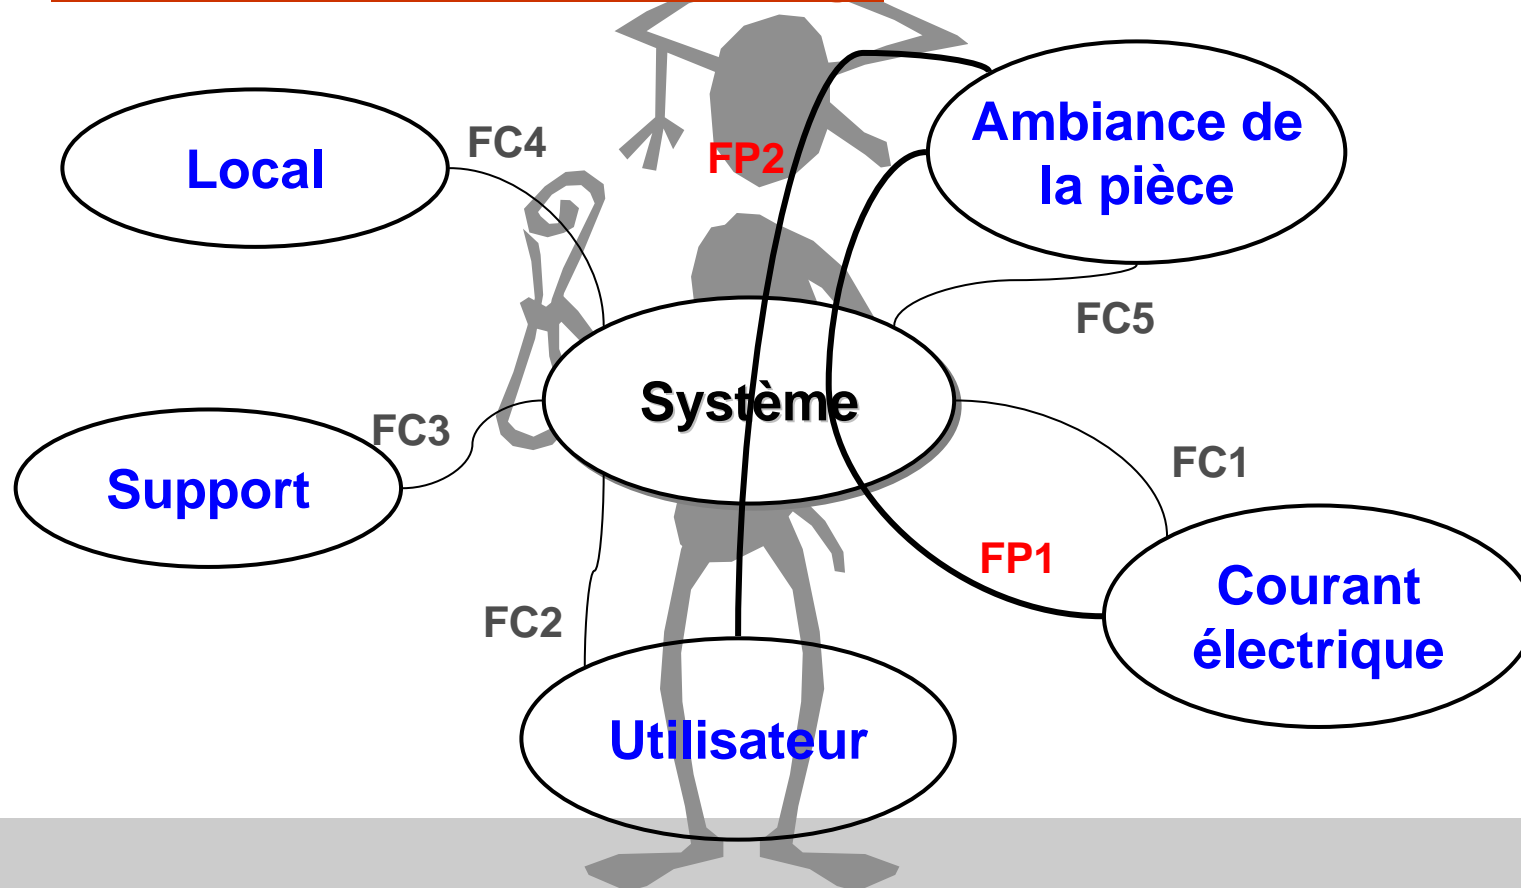 FP2
Ambiance de
la pièce
FC4
Local
FC5
Système
FC3
Support
FC1
FP1
Courant
électrique
FC2
Utilisateur